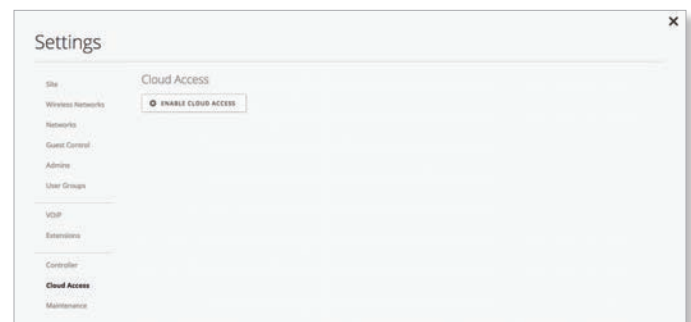 Settings
Site
Wireless Networks
Networks
Guest Control
Admins
User Groups
VOIP
Extensions
Controller
Cloud Access
Maintenance
Cloud Access
ENABLE CLOUD ACCESS